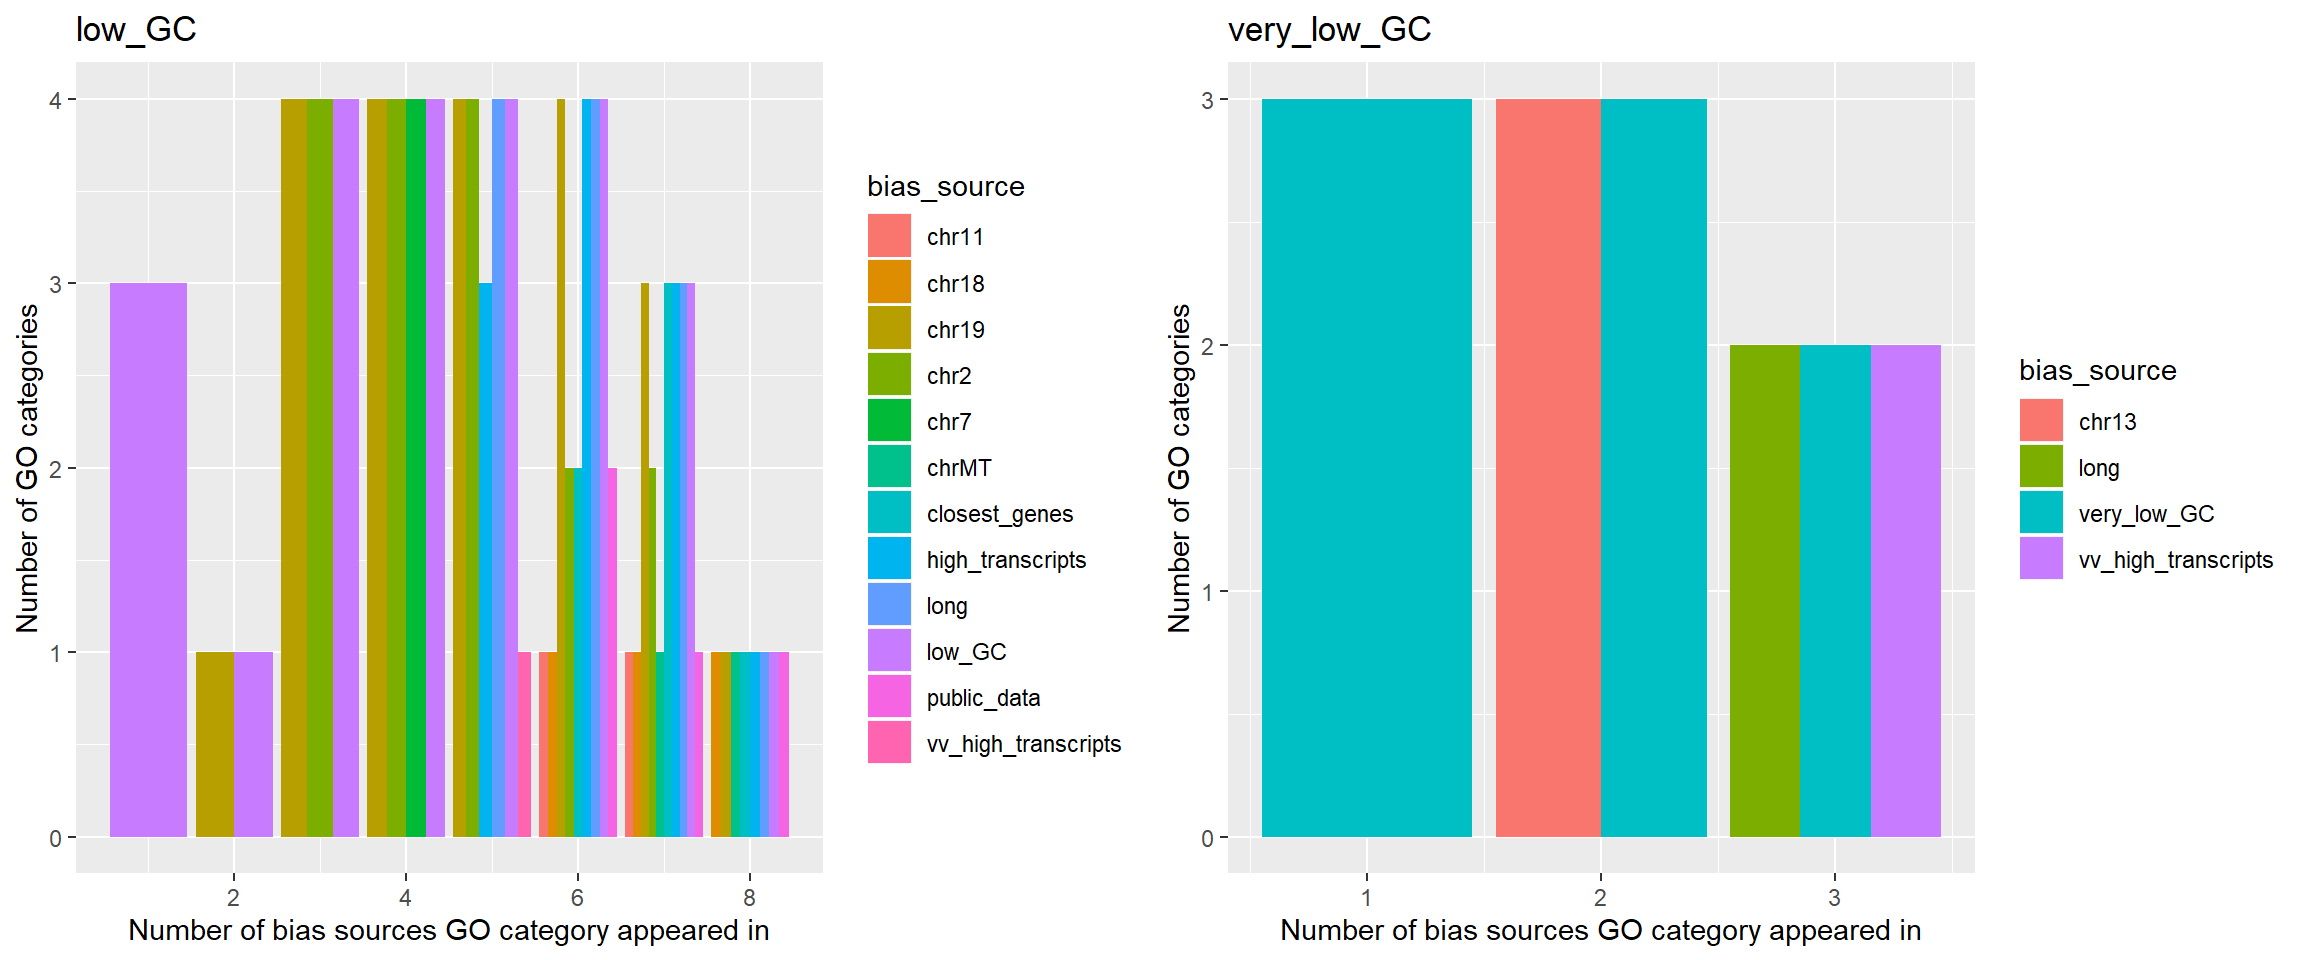 low_GC
4
3
2
1
0
Number of GO categories
2
4
6
8
Number of bias sources GO category appeared in
bias_source
chr11
chr18
chr19
chr2
chr7
chrMT
closest_genes
high_transcripts
long
low_GC
public_data
vv_high_transcripts
very_low_GC
3
2
1
0
Number of GO categories
1
2
3
Number of bias sources GO category appeared in
bias_source
chr13
long
very_low_GC
vv_high_transcripts